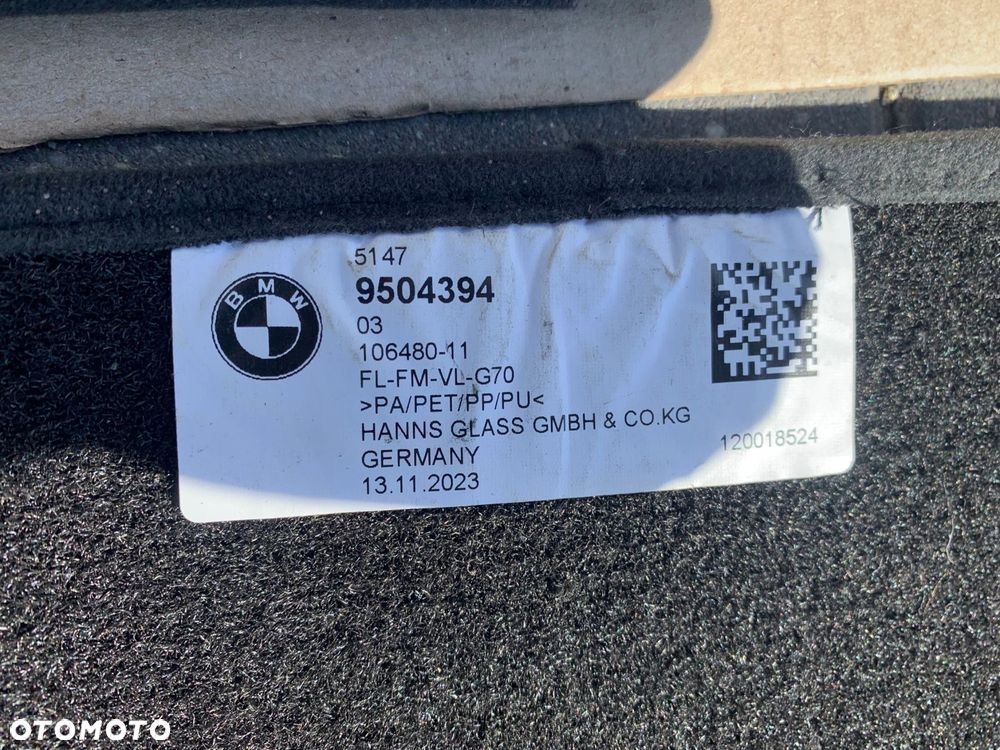 BMW
5147
9504394
03
106480-11
FL-FM-VL-G70
>PA/PET/PP/PU<
HANNS GLASS GMBH & CO.KG
GERMANY
13.11.2023
120018524
OTOMOTO